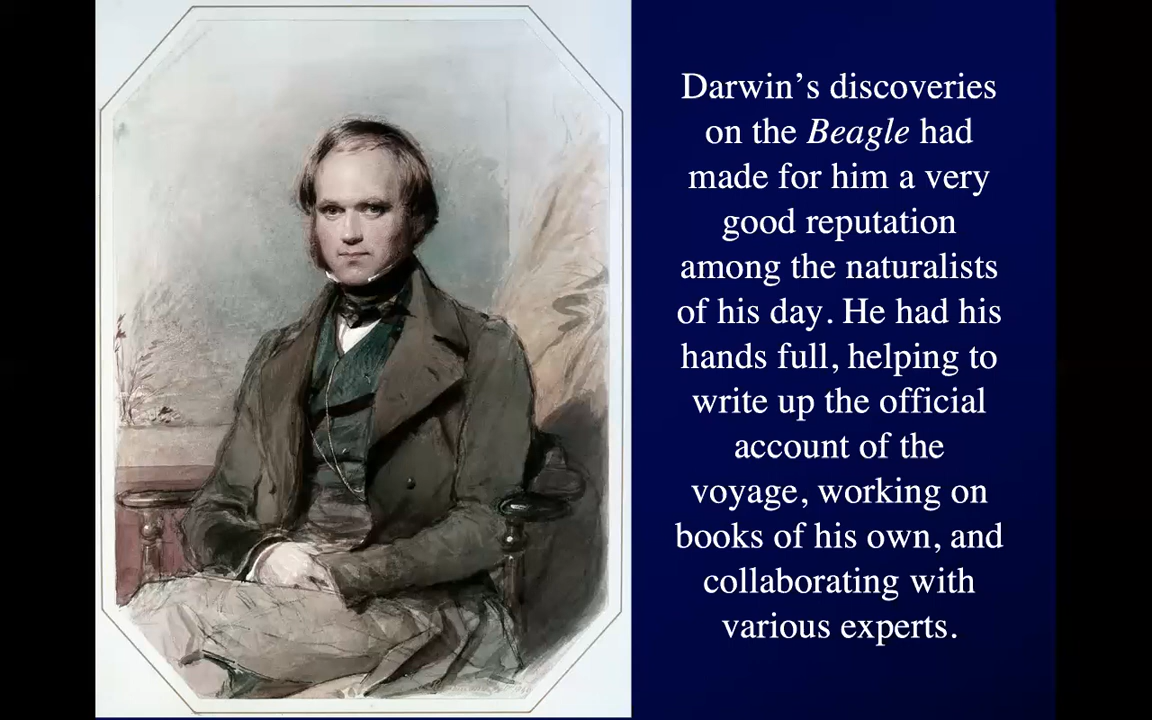 Darwin’s discoveries
on the Beagle had
made for him a very
good reputation
among the naturalists
of his day. He had his
hands full, helping to
write up the official
account of the
voyage, working on
books of his own, and
collaborating with
various experts.